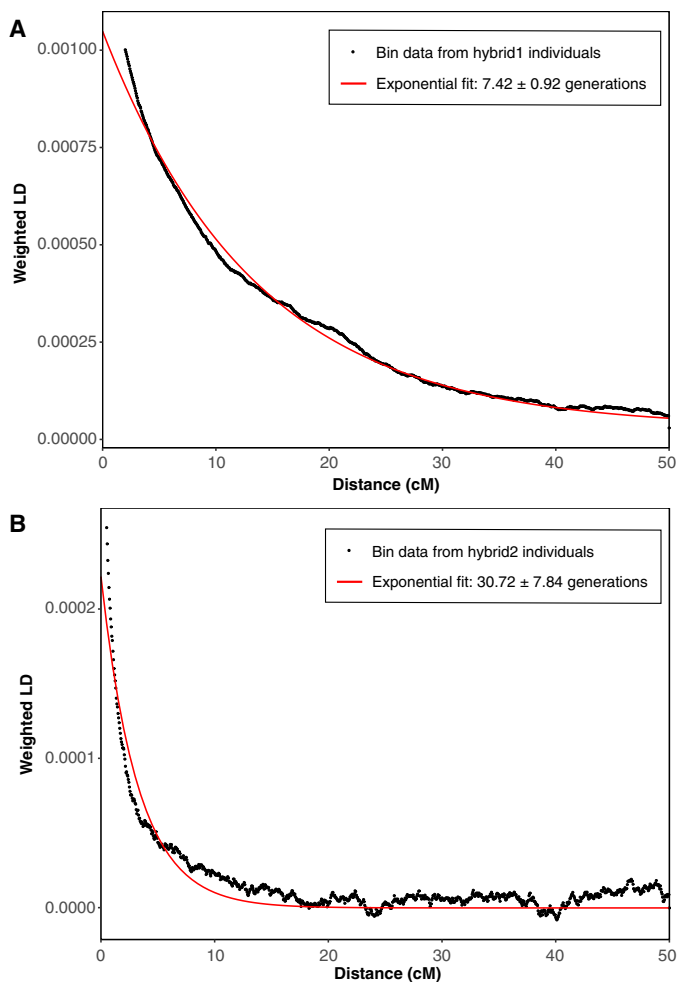 A
Weighted LD
0.00100
0.00075
0.00050
0.00025
0.00000
Bin data from hybrid1 individuals
Exponential fit: 7.42 ± 0.92 generations
0 10 20 30 40 50
Distance (cM)
B
Weighted LD
0.0002
0.0001
0.0000
Bin data from hybrid2 individuals
Exponential fit: 30.72 ± 7.84 generations
0 10 20 30 40 50
Distance (cM)